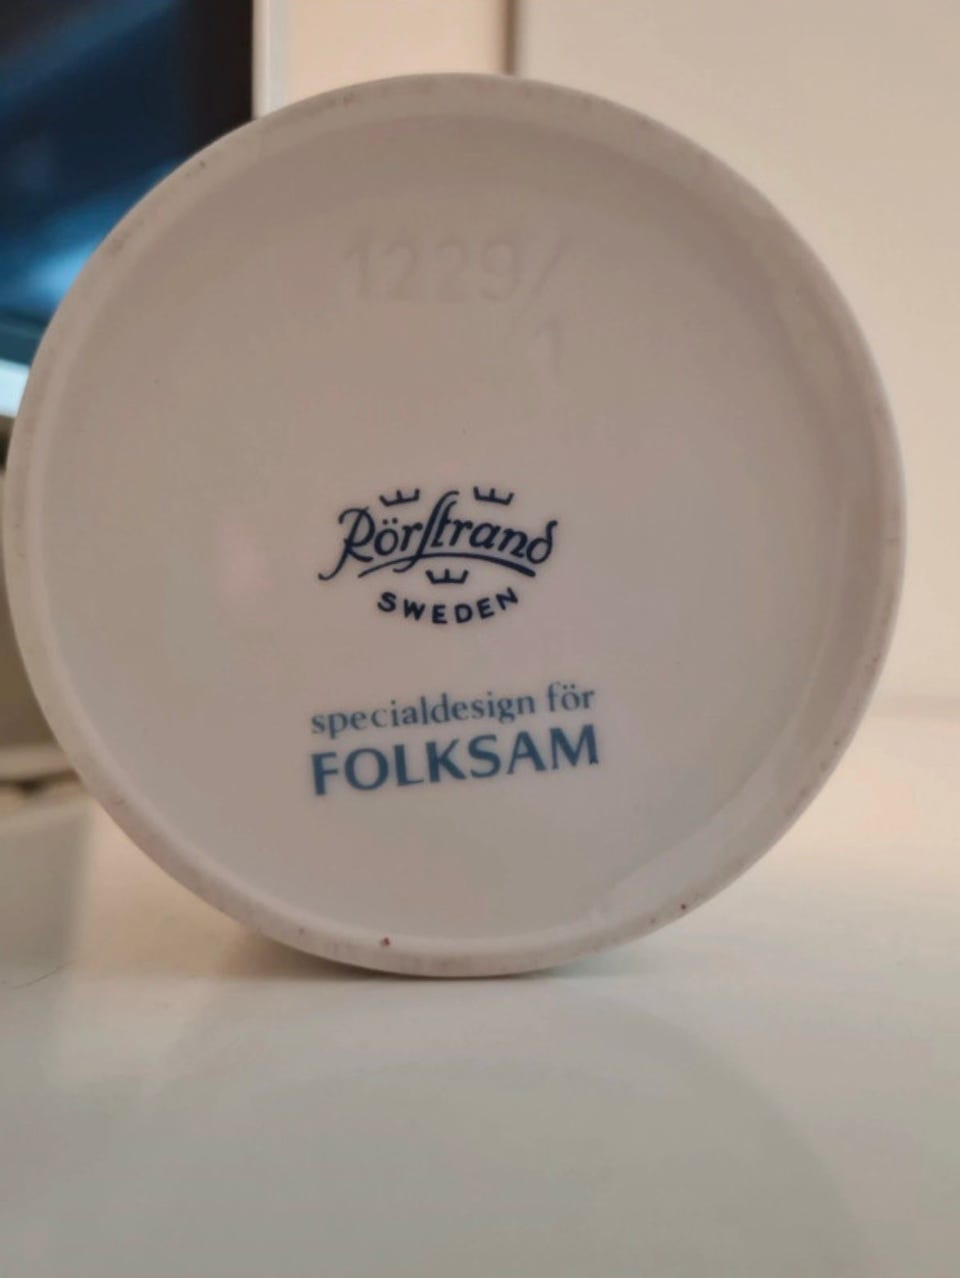 1229/
1
Rörstrand
SWEDEN
specialdesign för
FOLKSAM